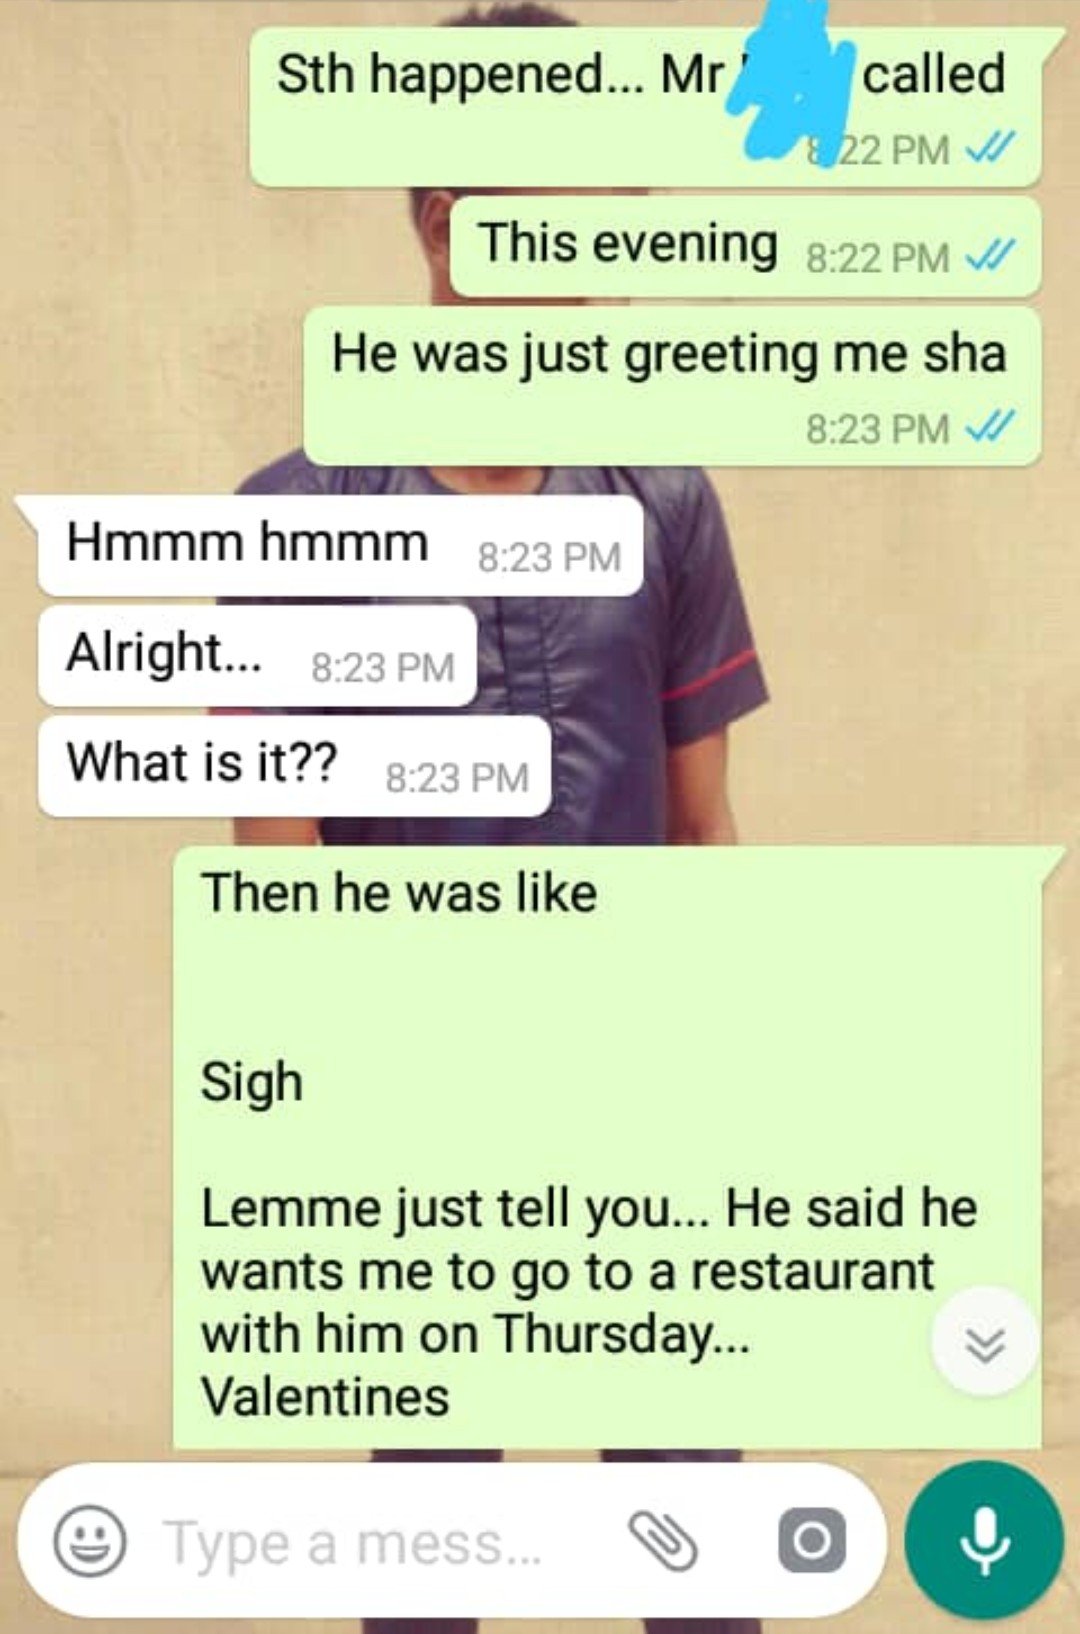 Sth happened... Mr called
22 PM
This evening 8:22 PM
He was just greeting me sha
8:23 PM
Hmmm hmmm 8:23 PM
Alright... 8:23 PM
What is it?? 8:23 PM
Then he was like
Sigh
Lemme just tell you... He said he
wants me to go to a restaurant
with him on Thursday...
Valentines
Type a mess...